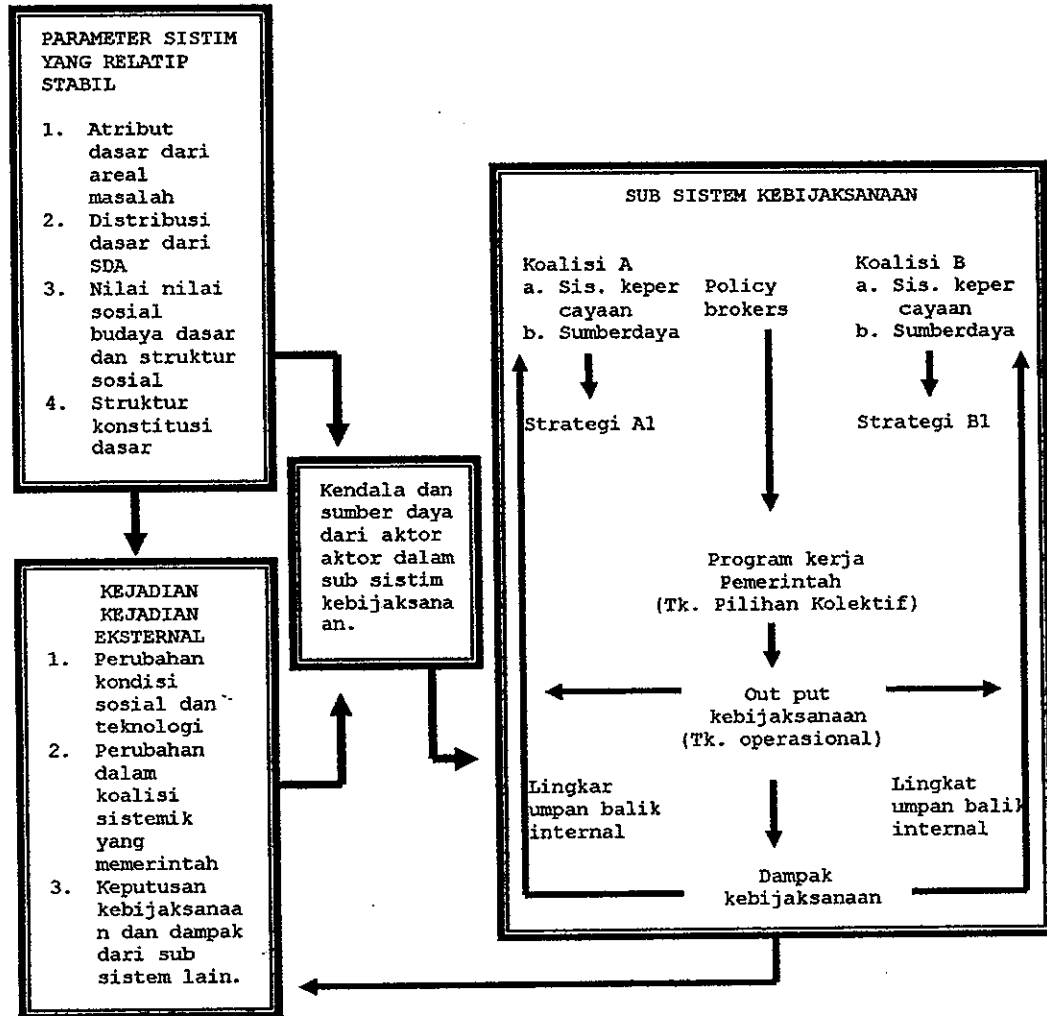 PARAMETER SISTIM
YANG RELATIP
STABIL
1. Atribut
dasar dari
areal
masalah
2. Distribusi
dasar dari
SDA
3. Nilai nilai
sosial
budaya dasar
dan struktur
sosial
4. Struktur
konstitusi
dasar
KEJADIAN
KEJADIAN
EKSTERNAL
1. Perubahan
kondisi
sosial dan
teknologi
2. Perubahan
dalam
koalisi
sistemik
yang
memerintah
3. Keputusan
kebijaksanaa
n dan dampak
dari sub
sistem lain.
Kendala dan
sumber daya
dari aktor
aktor dalam
sub sistim
kebijaksana
an.
SUB SISTEM KEBIJAKSANAAN
Koalisi A
a. Sis. keper
cayaan
b. Sumberdaya
Strategi A1
Policy
brokers
Koalisi B
a. Sis. keper
cayaan
b. Sumberdaya
Strategi B1
Program kerja
Pemerintah
(Tk. Pilihan Kolektif)
Out put
kebijaksanaan
(Tk. operasional)
Lingkar
umpan balik
internal
Lingkat
umpan balik
internal
Dampak
kebijaksanaan